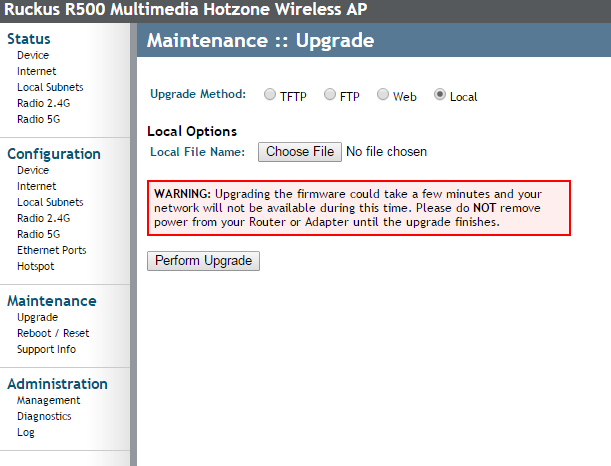 Ruckus R500 Multimedia Hotzone Wireless AP
Status
Device
Internet
Local Subnets
Radio 2.4G
Radio 5G
Configuration
Device
Internet
Local Subnets
Radio 2.4G
Radio 5G
Ethernet Ports
Hotspot
Maintenance
Upgrade
Reboot / Reset
Support Info
Administration
Management
Diagnostics
Log
Maintenance :: Upgrade
Upgrade Method: TFTP FTP Web Local
Local Options
Local File Name: Choose File No file chosen
WARNING: Upgrading the firmware could take a few minutes and your
network will not be available during this time. Please do NOT remove
power from your Router or Adapter until the upgrade finishes.
Perform Upgrade